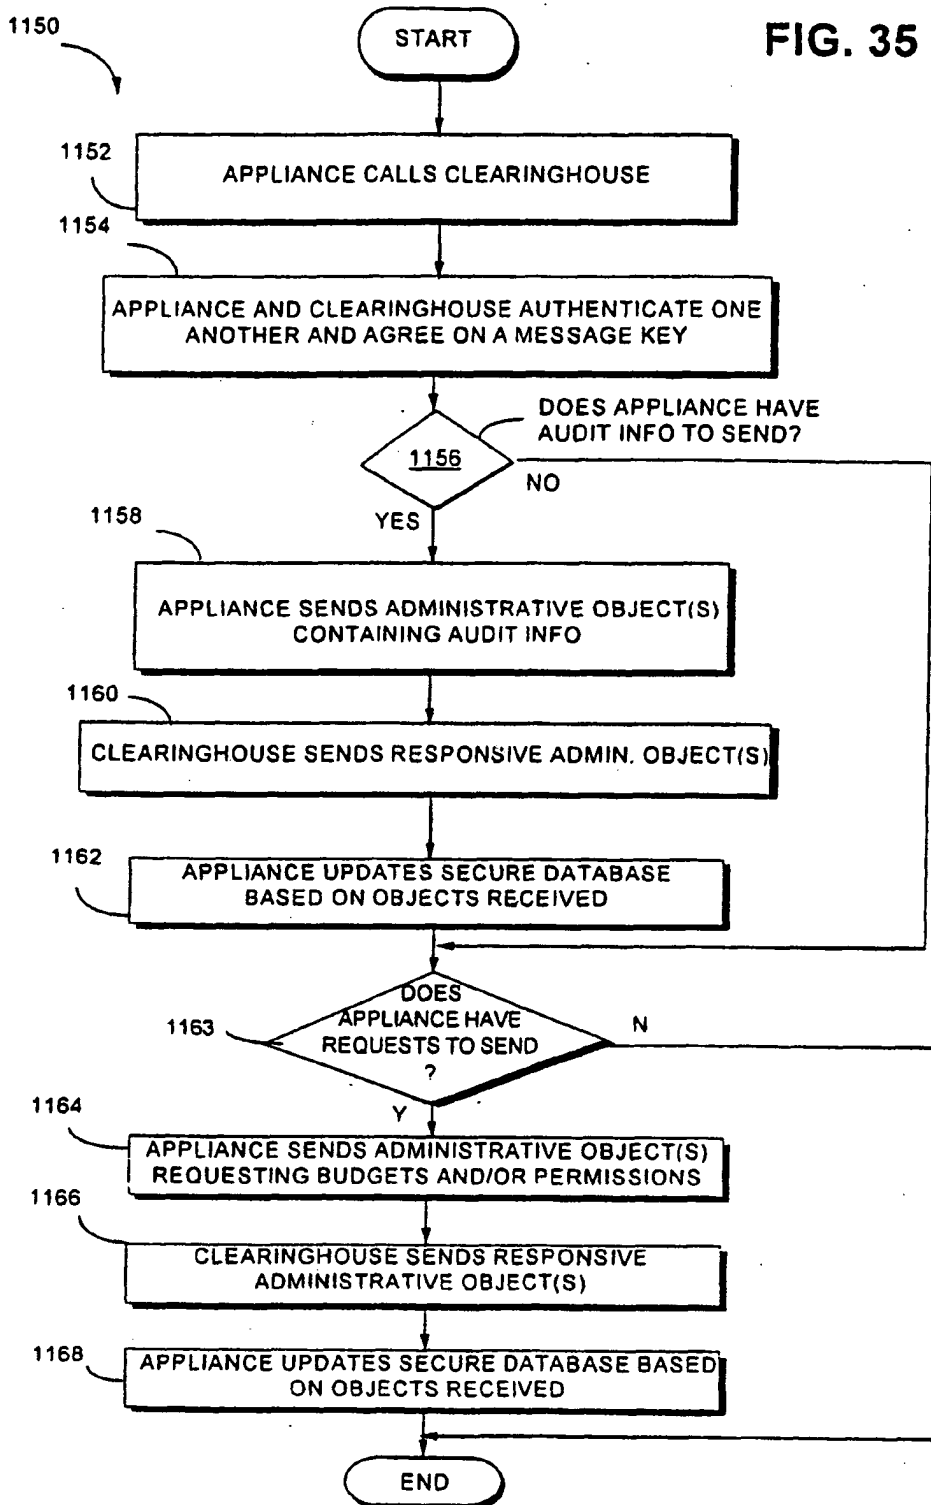 1150
START
FIG. 35
1152
APPLIANCE CALLS CLEARINGHOUSE
1154
APPLIANCE AND CLEARINGHOUSE AUTHENTICATE ONE
ANOTHER AND AGREE ON A MESSAGE KEY
DOES APPLIANCE HAVE
AUDIT INFO TO SEND?
1156
NO
YES
1158
APPLIANCE SENDS ADMINISTRATIVE OBJECT(S)
CONTAINING AUDIT INFO
1160
CLEARINGHOUSE SENDS RESPONSIVE ADMIN. OBJECT(S)
1162
APPLIANCE UPDATES SECURE DATABASE
BASED ON OBJECTS RECEIVED
1163
DOES
APPLIANCE HAVE
REQUESTS TO SEND
?
N
Y
1164
APPLIANCE SENDS ADMINISTRATIVE OBJECT(S)
REQUESTING BUDGETS AND/OR PERMISSIONS
1166
CLEARINGHOUSE SENDS RESPONSIVE
ADMINISTRATIVE OBJECT(S)
1168
APPLIANCE UPDATES SECURE DATABASE BASED
ON OBJECTS RECEIVED
END